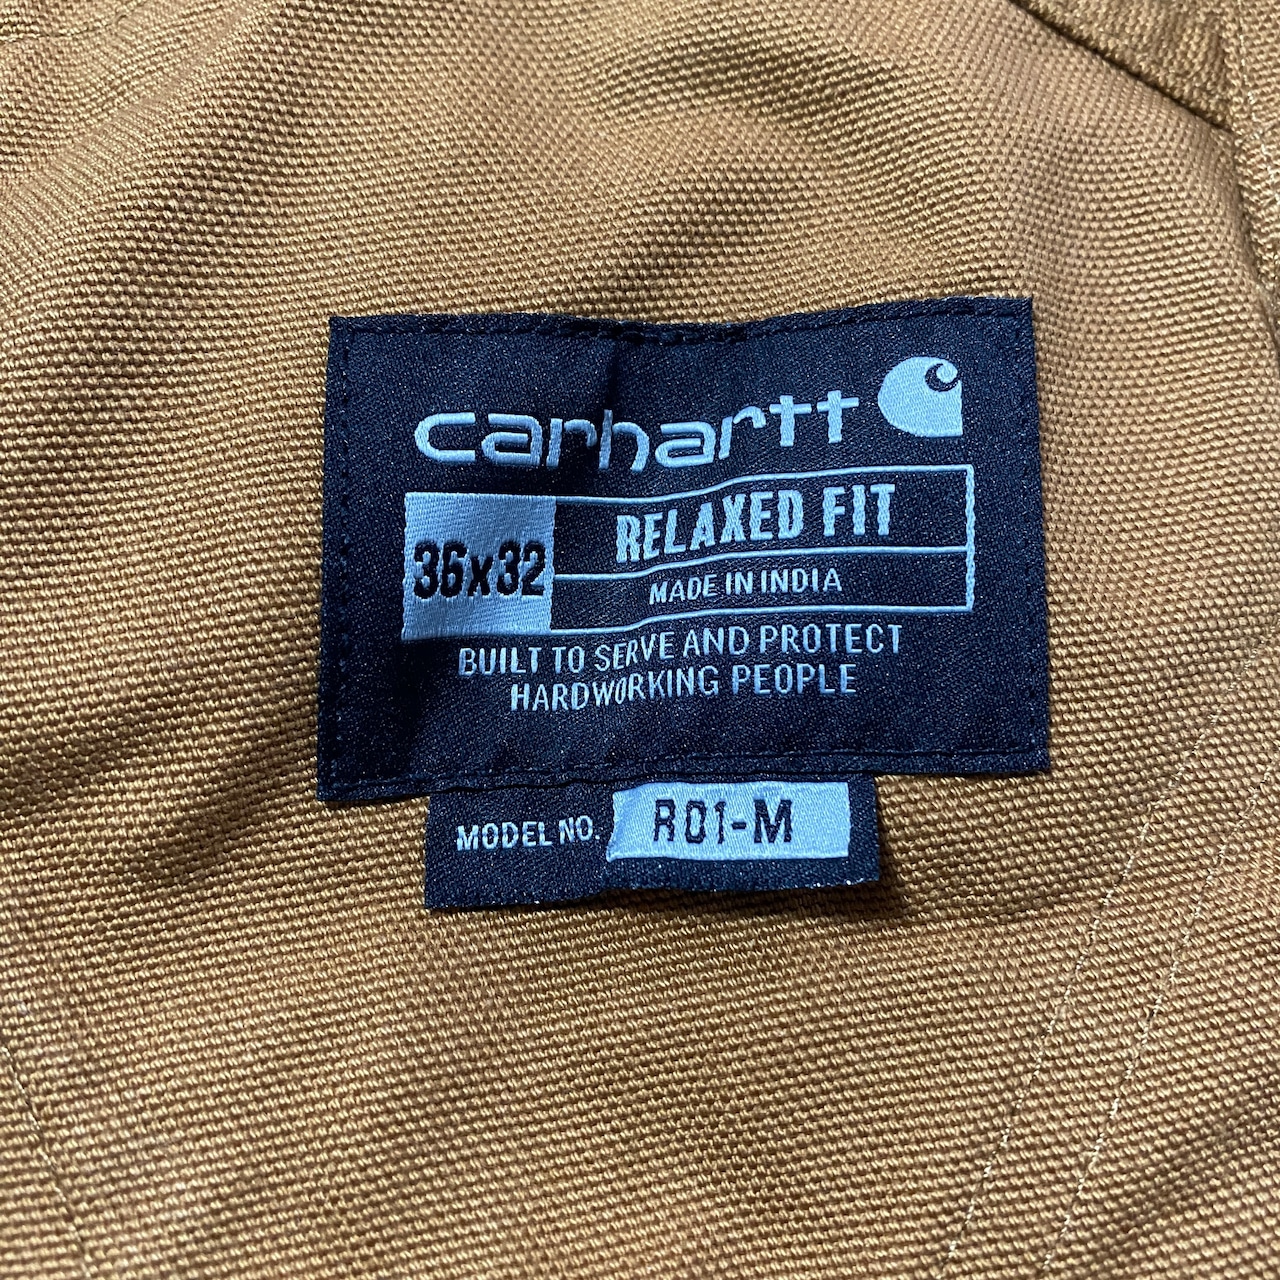 carhartt
36x32
RELAXED FIT
MADE IN INDIA
BUILT TO SERVE AND PROTECT
HARDWORKING PEOPLE
MODEL NO. R01-M